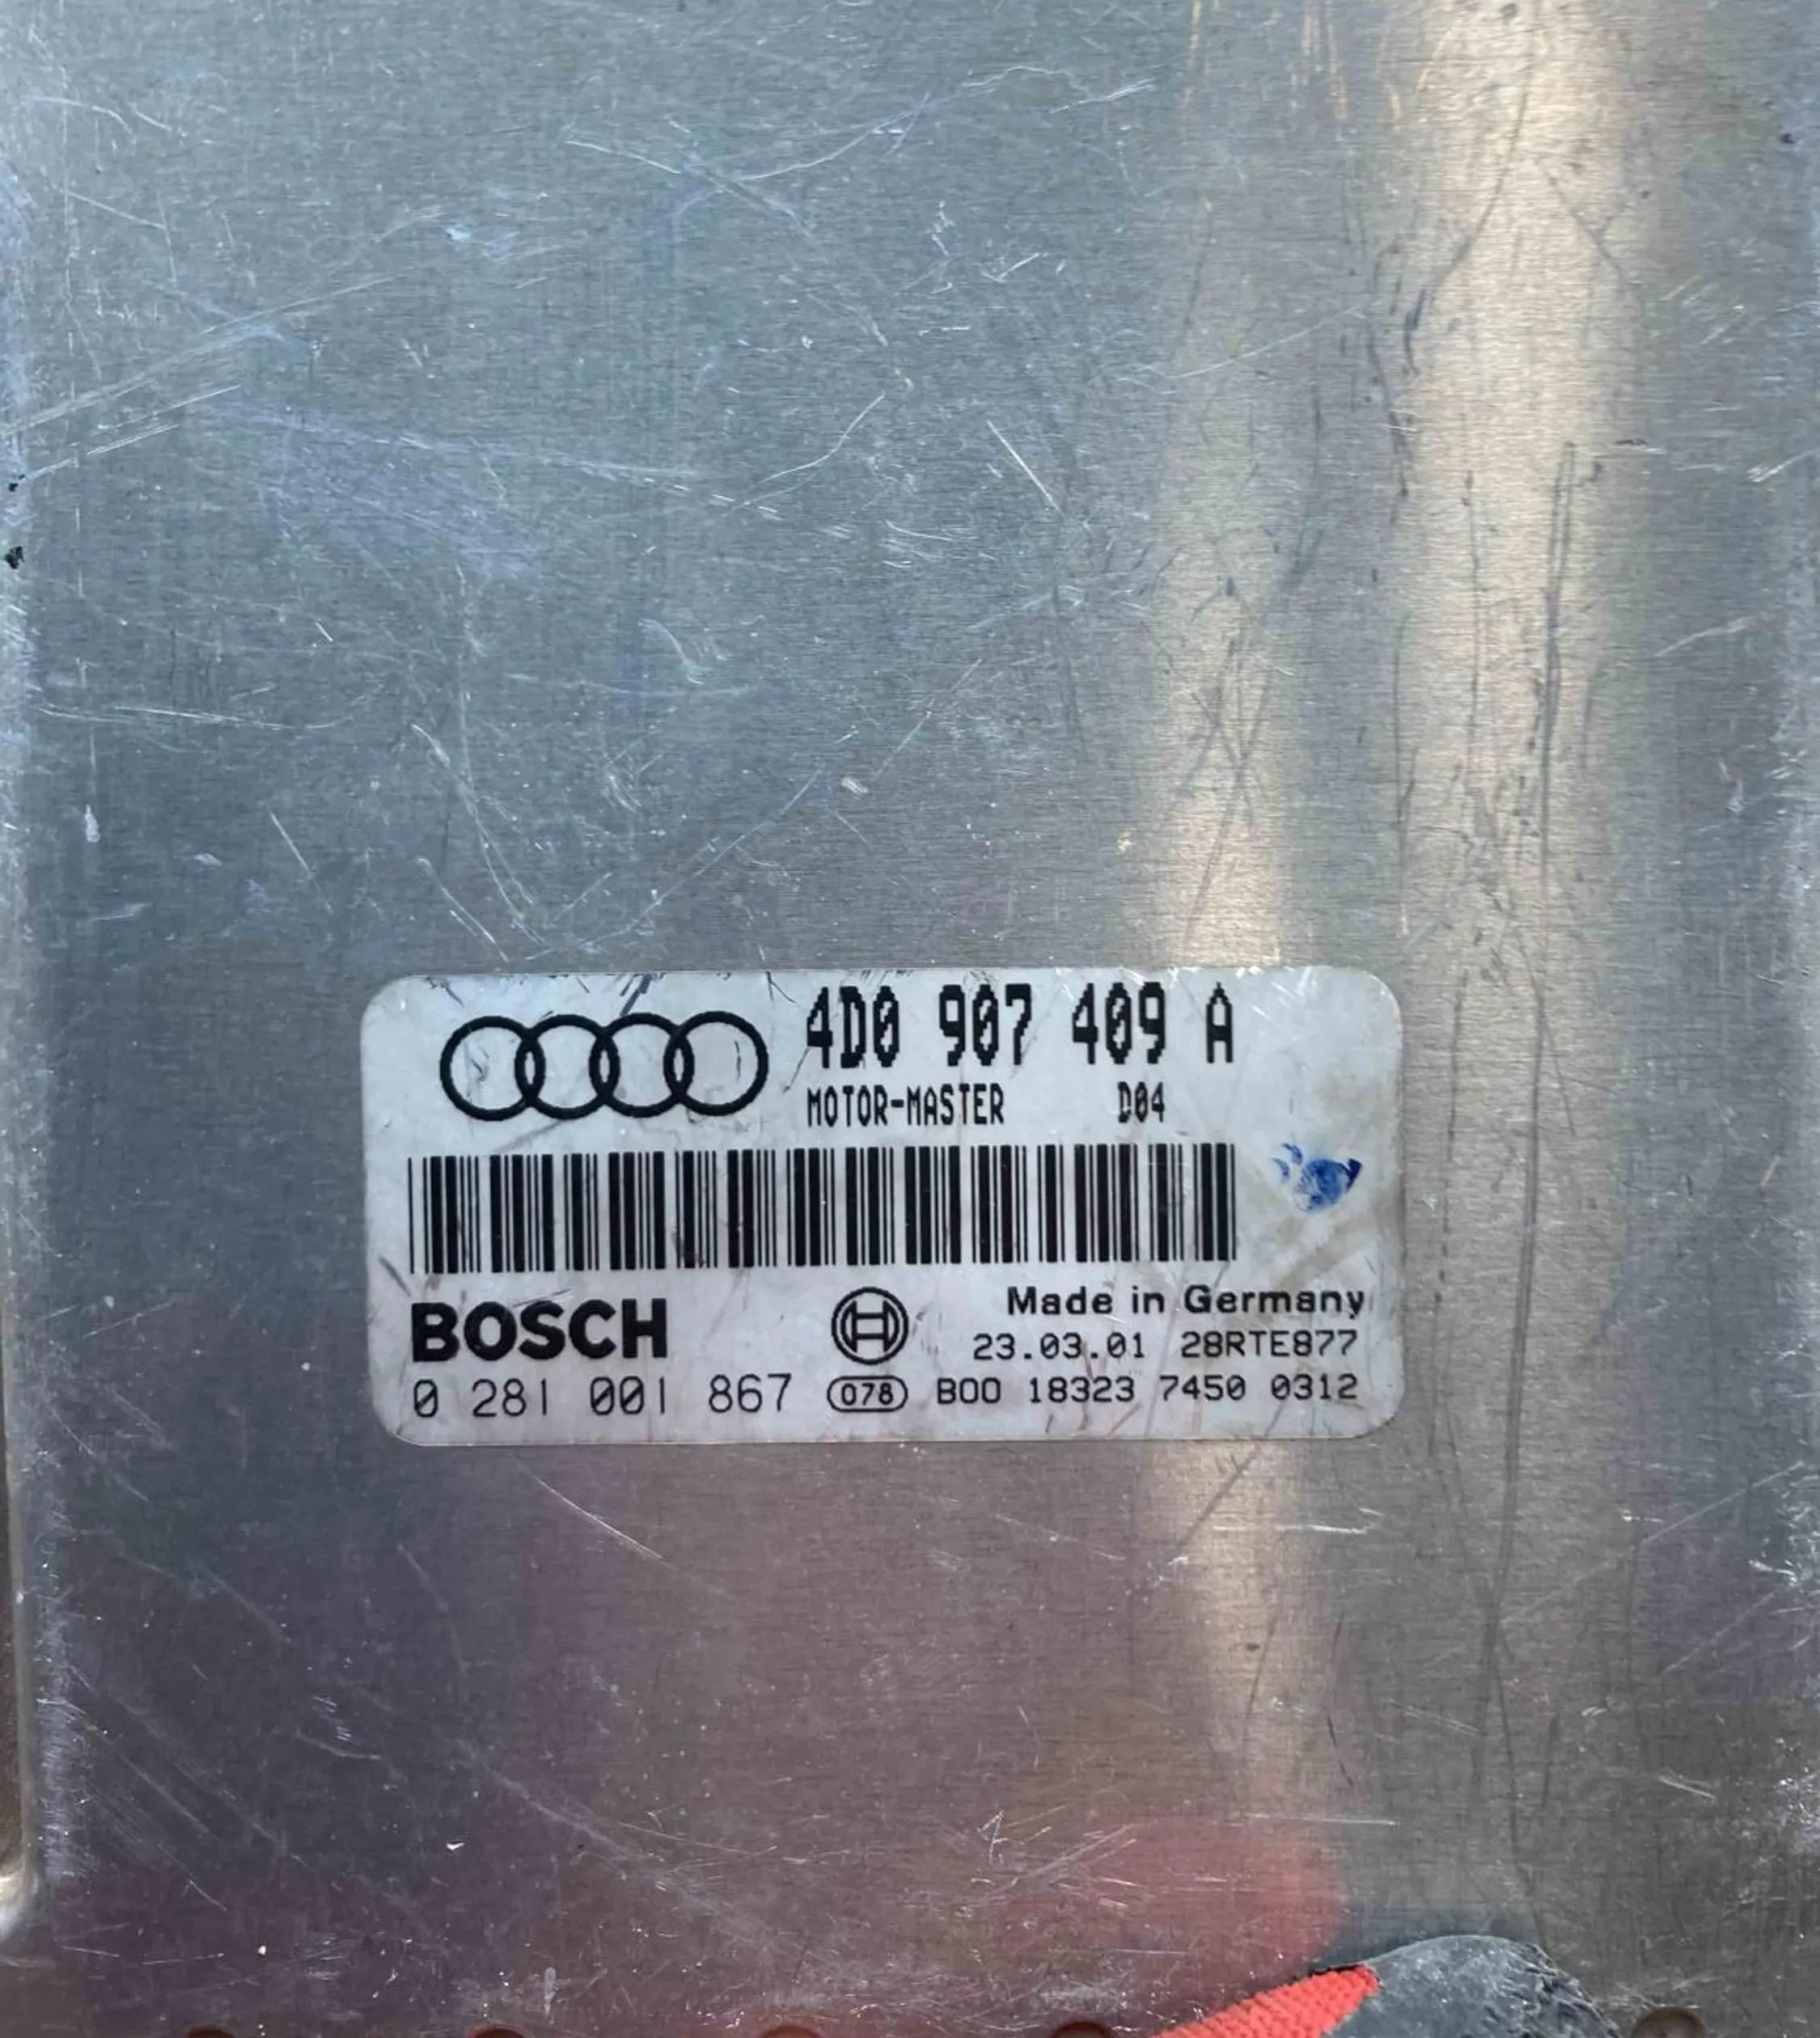 4D0 907 409 A
MOTOR-MASTER D04
BOSCH
Made in Germany
23.03.01 28RTE877
0 281 001 867 078 B00 18323 7450 0312